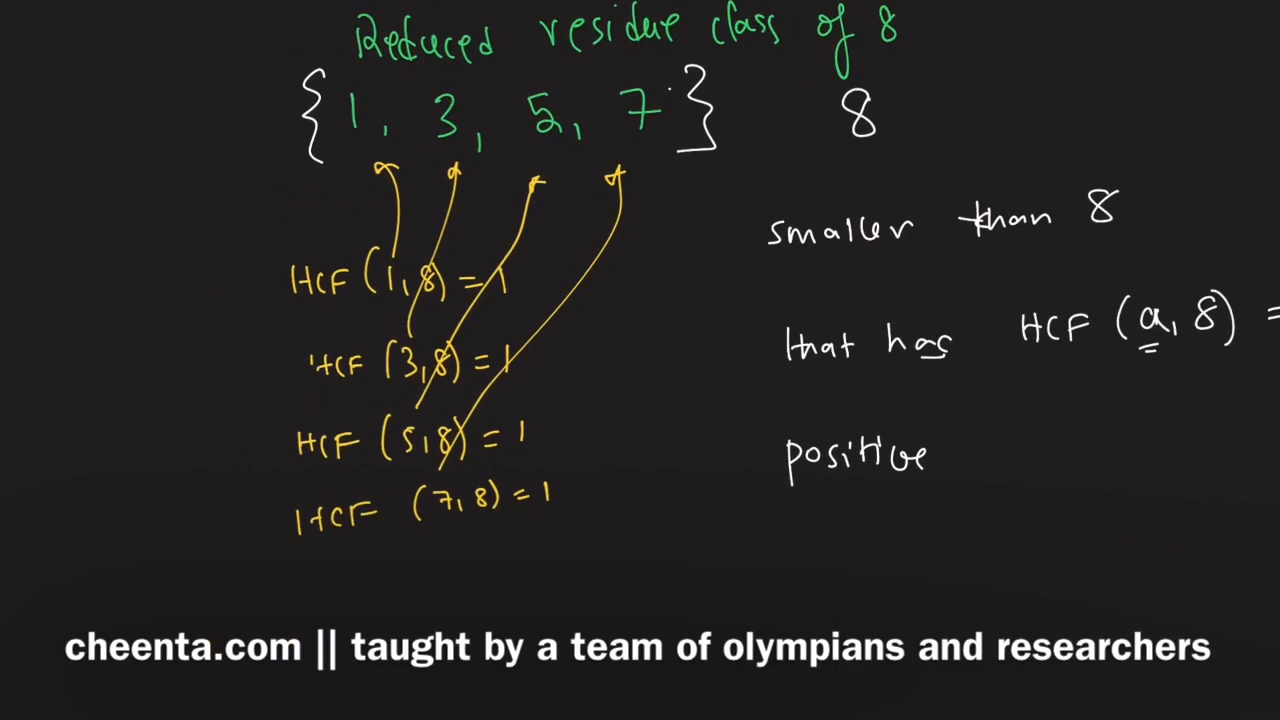 Reduced residue class of 8
{1, 3, 5, 7} 8
smaller than 8
HCF (1,8) = 1
that has HCF (a, 8) =
HCF (3,8) = 1
HCF (5,8) = 1
positive
HCF (7,8) = 1
cheenta.com || taught by a team of olympians and researchers